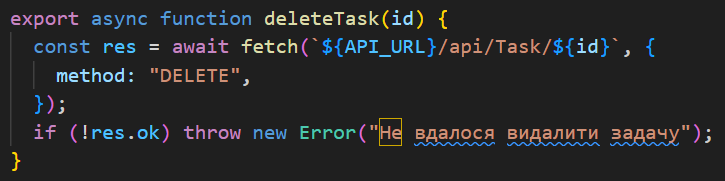 export async function deleteTask(id) {
  const res = await fetch(`${API_URL}/api/Task/${id}`, {
    method: "DELETE",
  });
  if (!res.ok) throw new Error("Не вдалося видалити задачу");
}